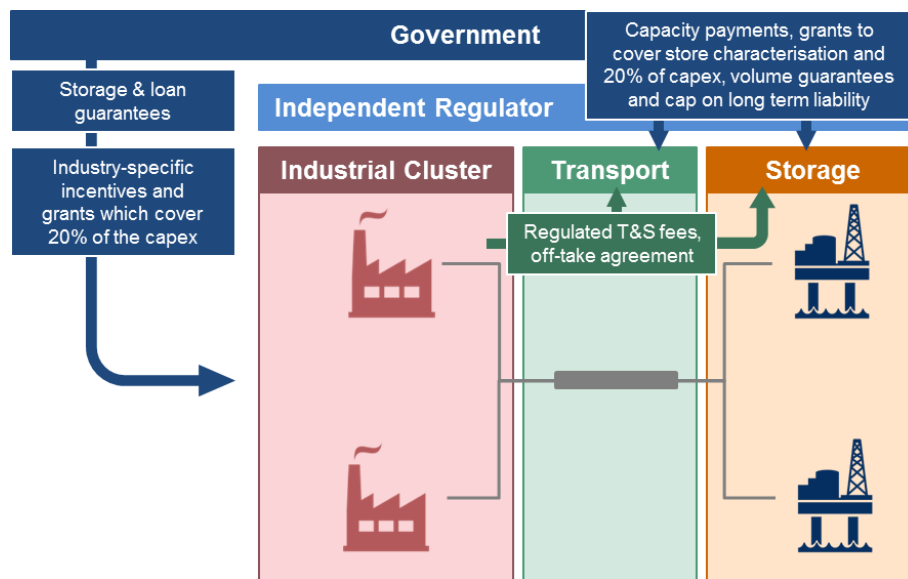 Government
Capacity payments, grants to
cover store characterisation and
20% of capex, volume guarantees
and cap on long term liability
Storage & loan
guarantees
Independent Regulator
Industry-specific
incentives and
grants which cover
20% of the capex
Industrial Cluster
Transport
Storage
Regulated T&S fees,
off-take agreement